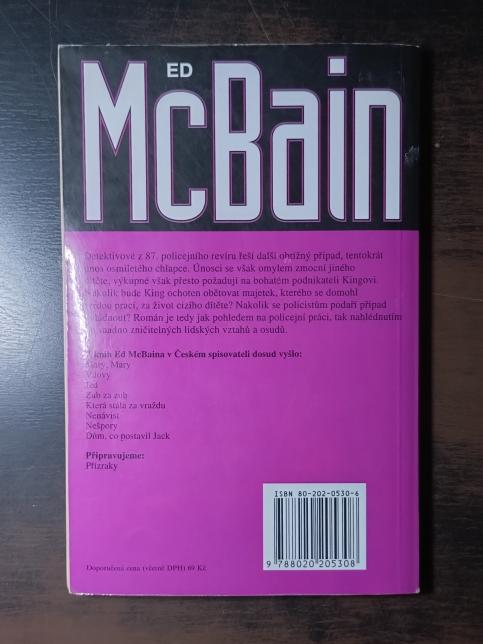 ED
McBain
Detektivové z 87. policejního revíru řeší další obtížný případ, tentokrát
únos osmiletého chlapce. Únosci se však omylem zmocní jiného
dítěte, výkupné však přesto požadují na bohatém podnikateli Kingovi.
Nakolik bude King ochoten obětovat majetek, kterého se domohl
tvrdou prací, za život cizího dítěte? Nakolik se policistům podaří případ
zvládnout? Román je tedy jak pohledem na policejní práci, tak nahlédnutím
snadno zničitelných lidských vztahů a osudů.
knih Ed McBaina v Českém spisovateli dosud vyšlo:
Mary, Mary
Vdovy
Jed
Zub za zub
Která stála za vraždu
Nenávist
Nešpory
Dům, co postavil Jack
Připravujeme:
Přízraky
ISBN 80-202-0530-6
9 788020 205308
Doporučená cena (včetně DPH) 69 Kč